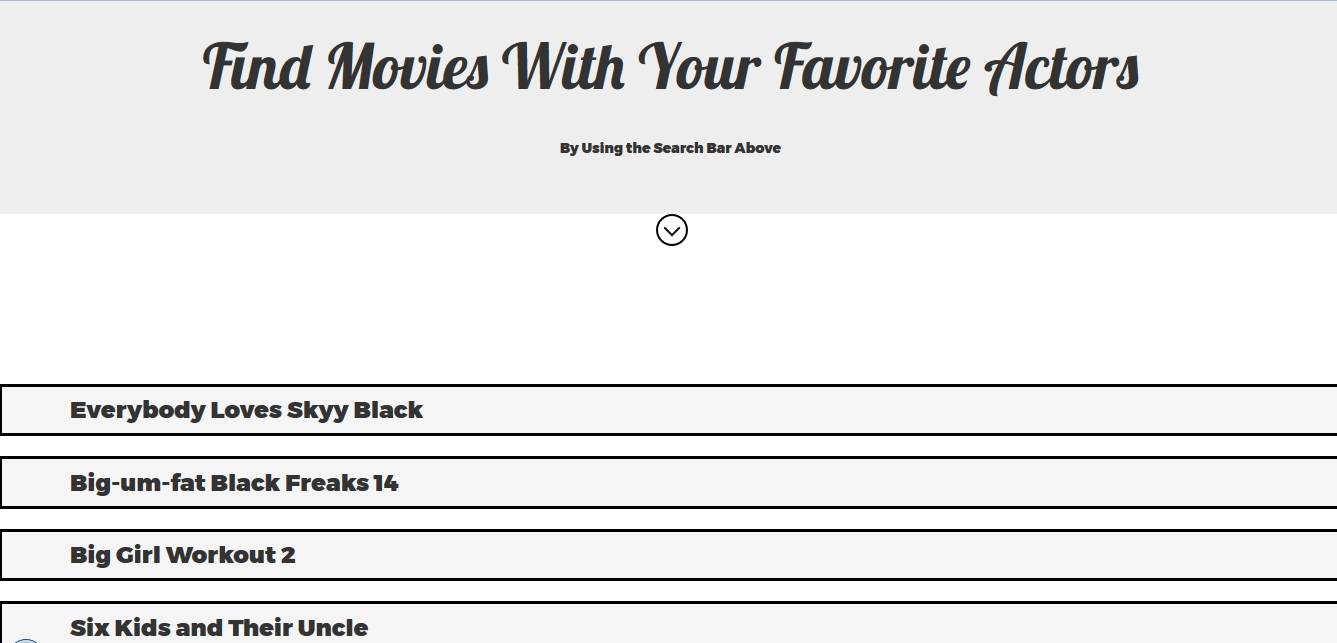 Find Movies With Your Favorite Actors
By Using the Search Bar Above
Everybody Loves Skyy Black
Big-um-fat Black Freaks 14
Big Girl Workout 2
Six Kids and Their Uncle